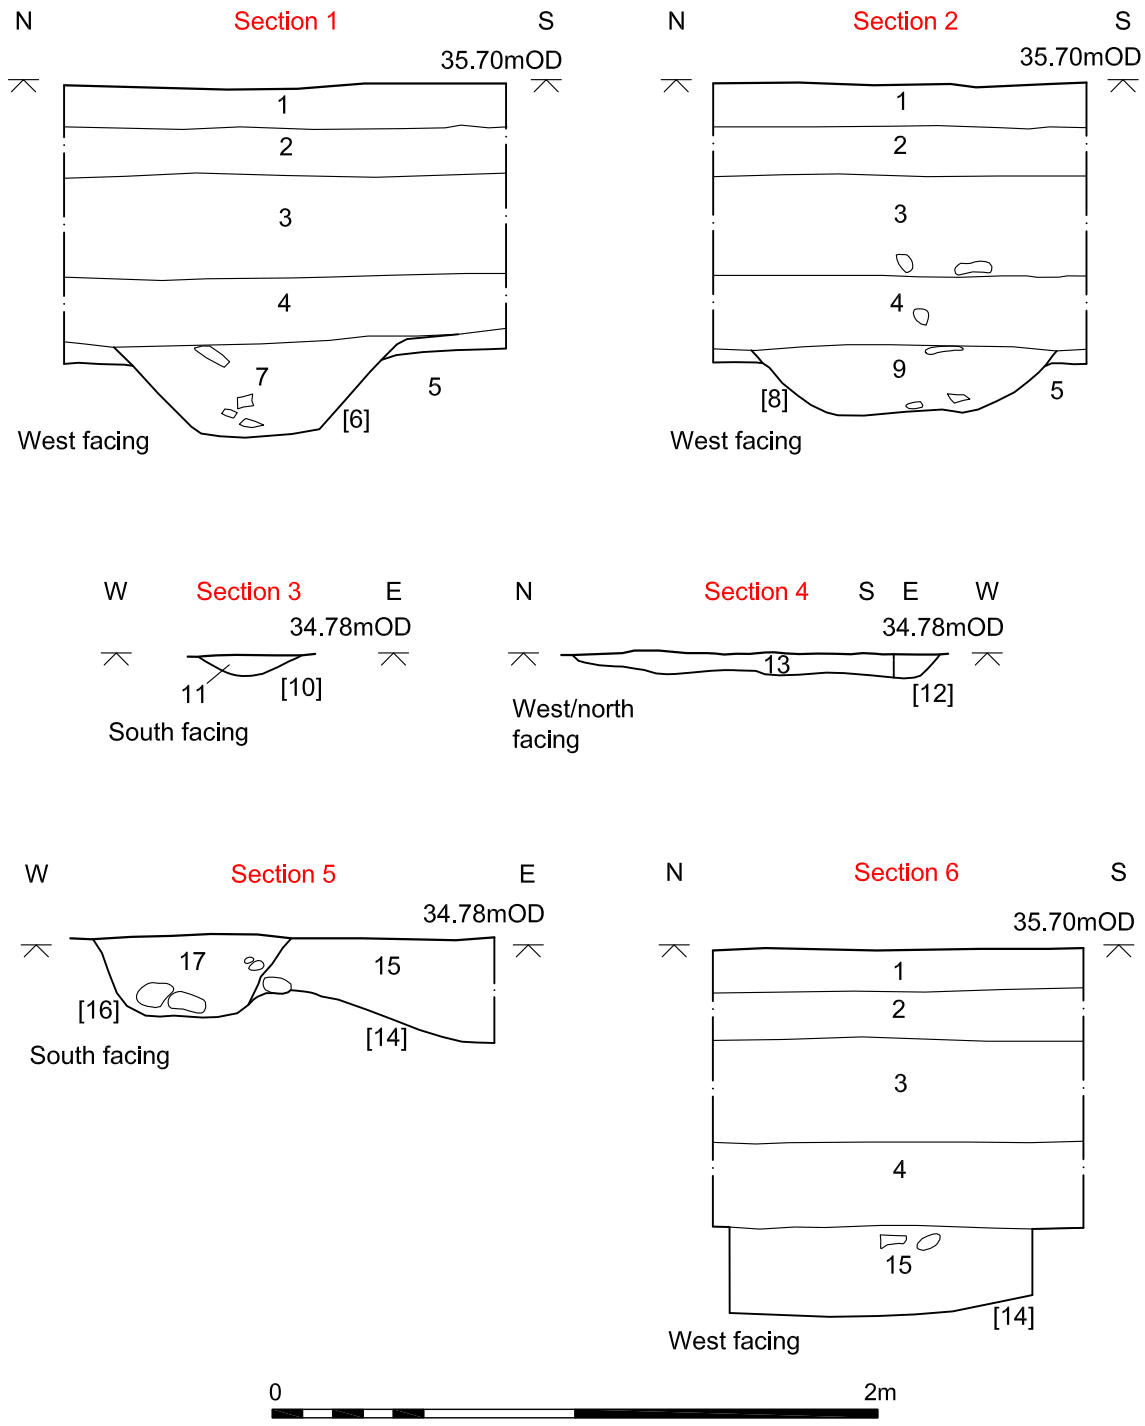 N Section 1 S
35.70mOD
1
2
3
4
7
5
[6]
West facing
N Section 2 S
35.70mOD
1
2
3
4
9
[8]
5
West facing
W Section 3 E
34.78mOD
11
[10]
South facing
N Section 4 S E W
34.78mOD
13
[12]
West/north
facing
W Section 5 E
34.78mOD
17
15
[16]
[14]
South facing
N Section 6 S
35.70mOD
1
2
3
4
15
[14]
West facing
0 2m